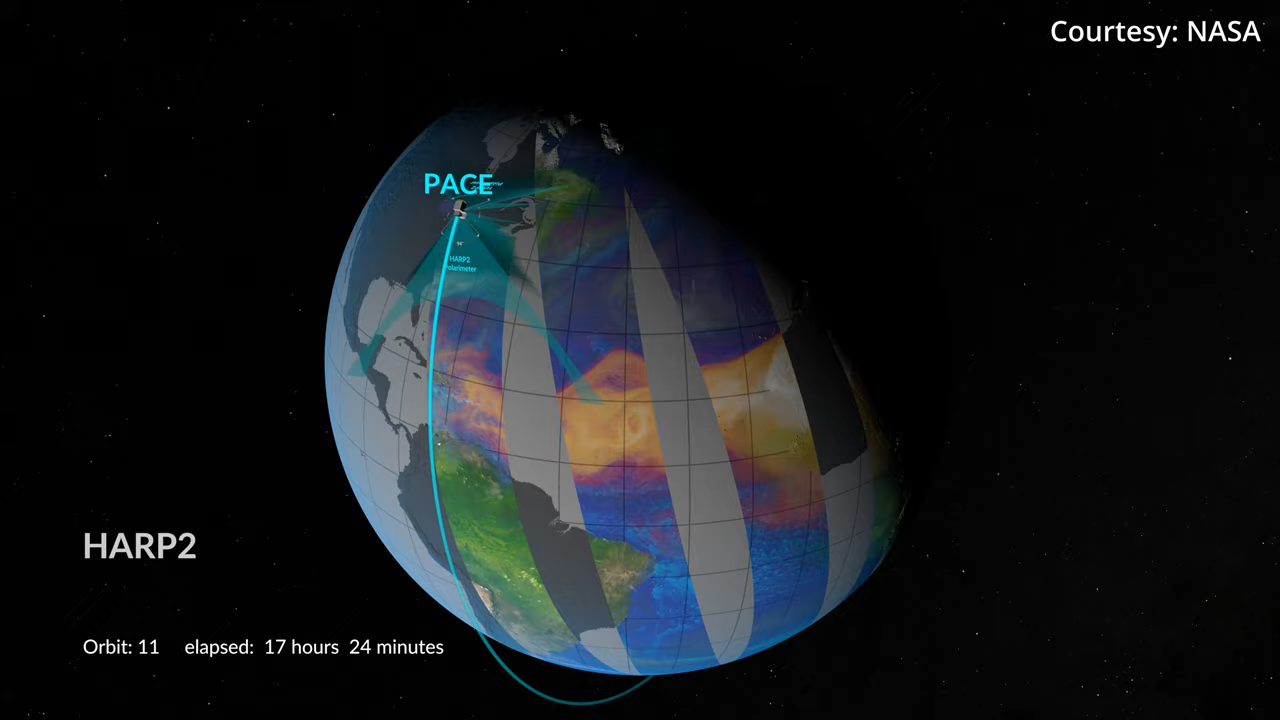 Courtesy: NASA
PACE
HARP2
Polarimeter
HARP2
Orbit: 11 elapsed: 17 hours 24 minutes